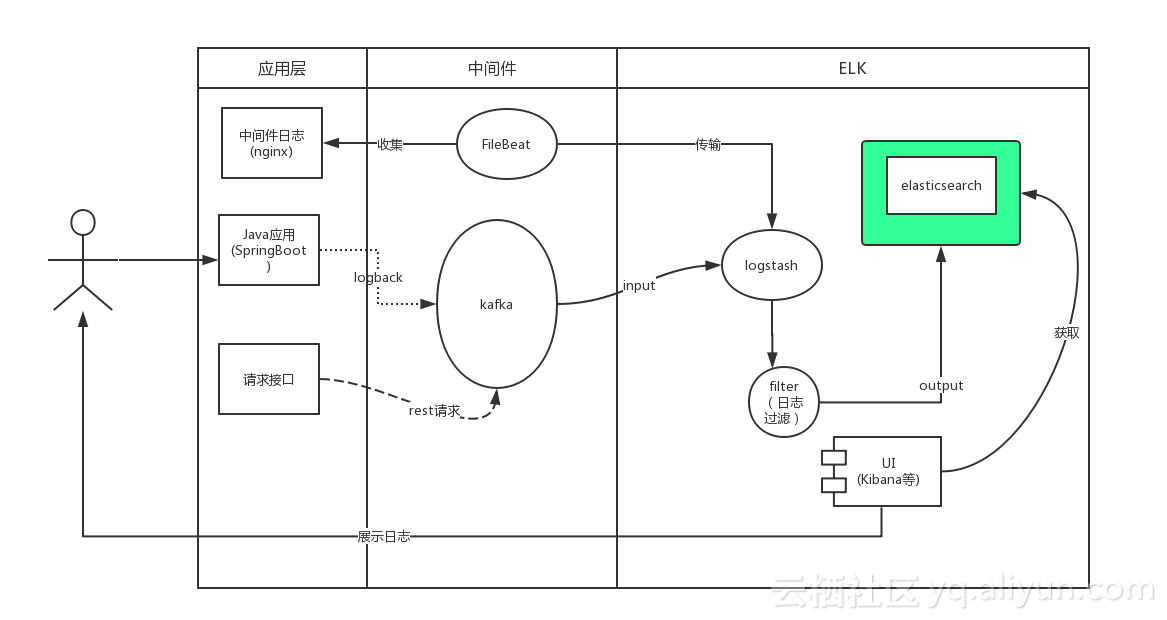 应用层
中间件
ELK
中间件日志
(nginx)
收集
FileBeat
传输
elasticsearch
Java应用
(SpringBoot
)
logback
kafka
input
logstash
获取
请求接口
rest请求
filter
（日志
过滤）
output
UI
(Kibana等)
展示日志
云栖社区 yq.aliyun.com